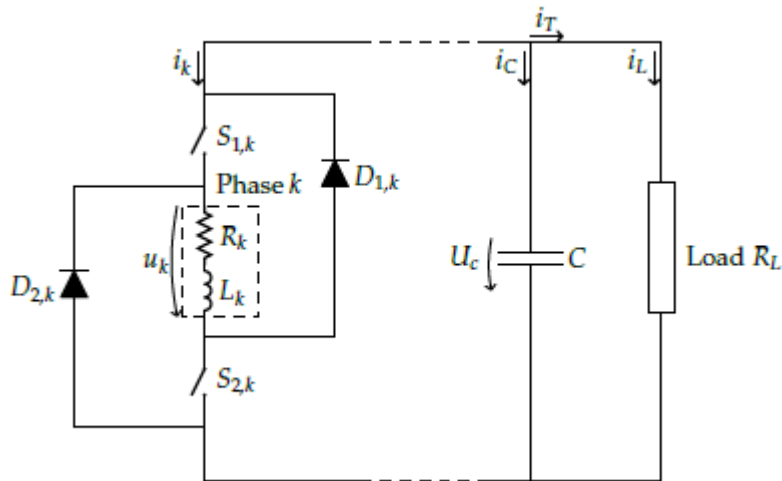 i_T
i_k
i_C
i_L
S_{1,k}
Phase k
D_{1,k}
R_k
u_k
U_c
C
Load R_L
D_{2,k}
L_k
S_{2,k}